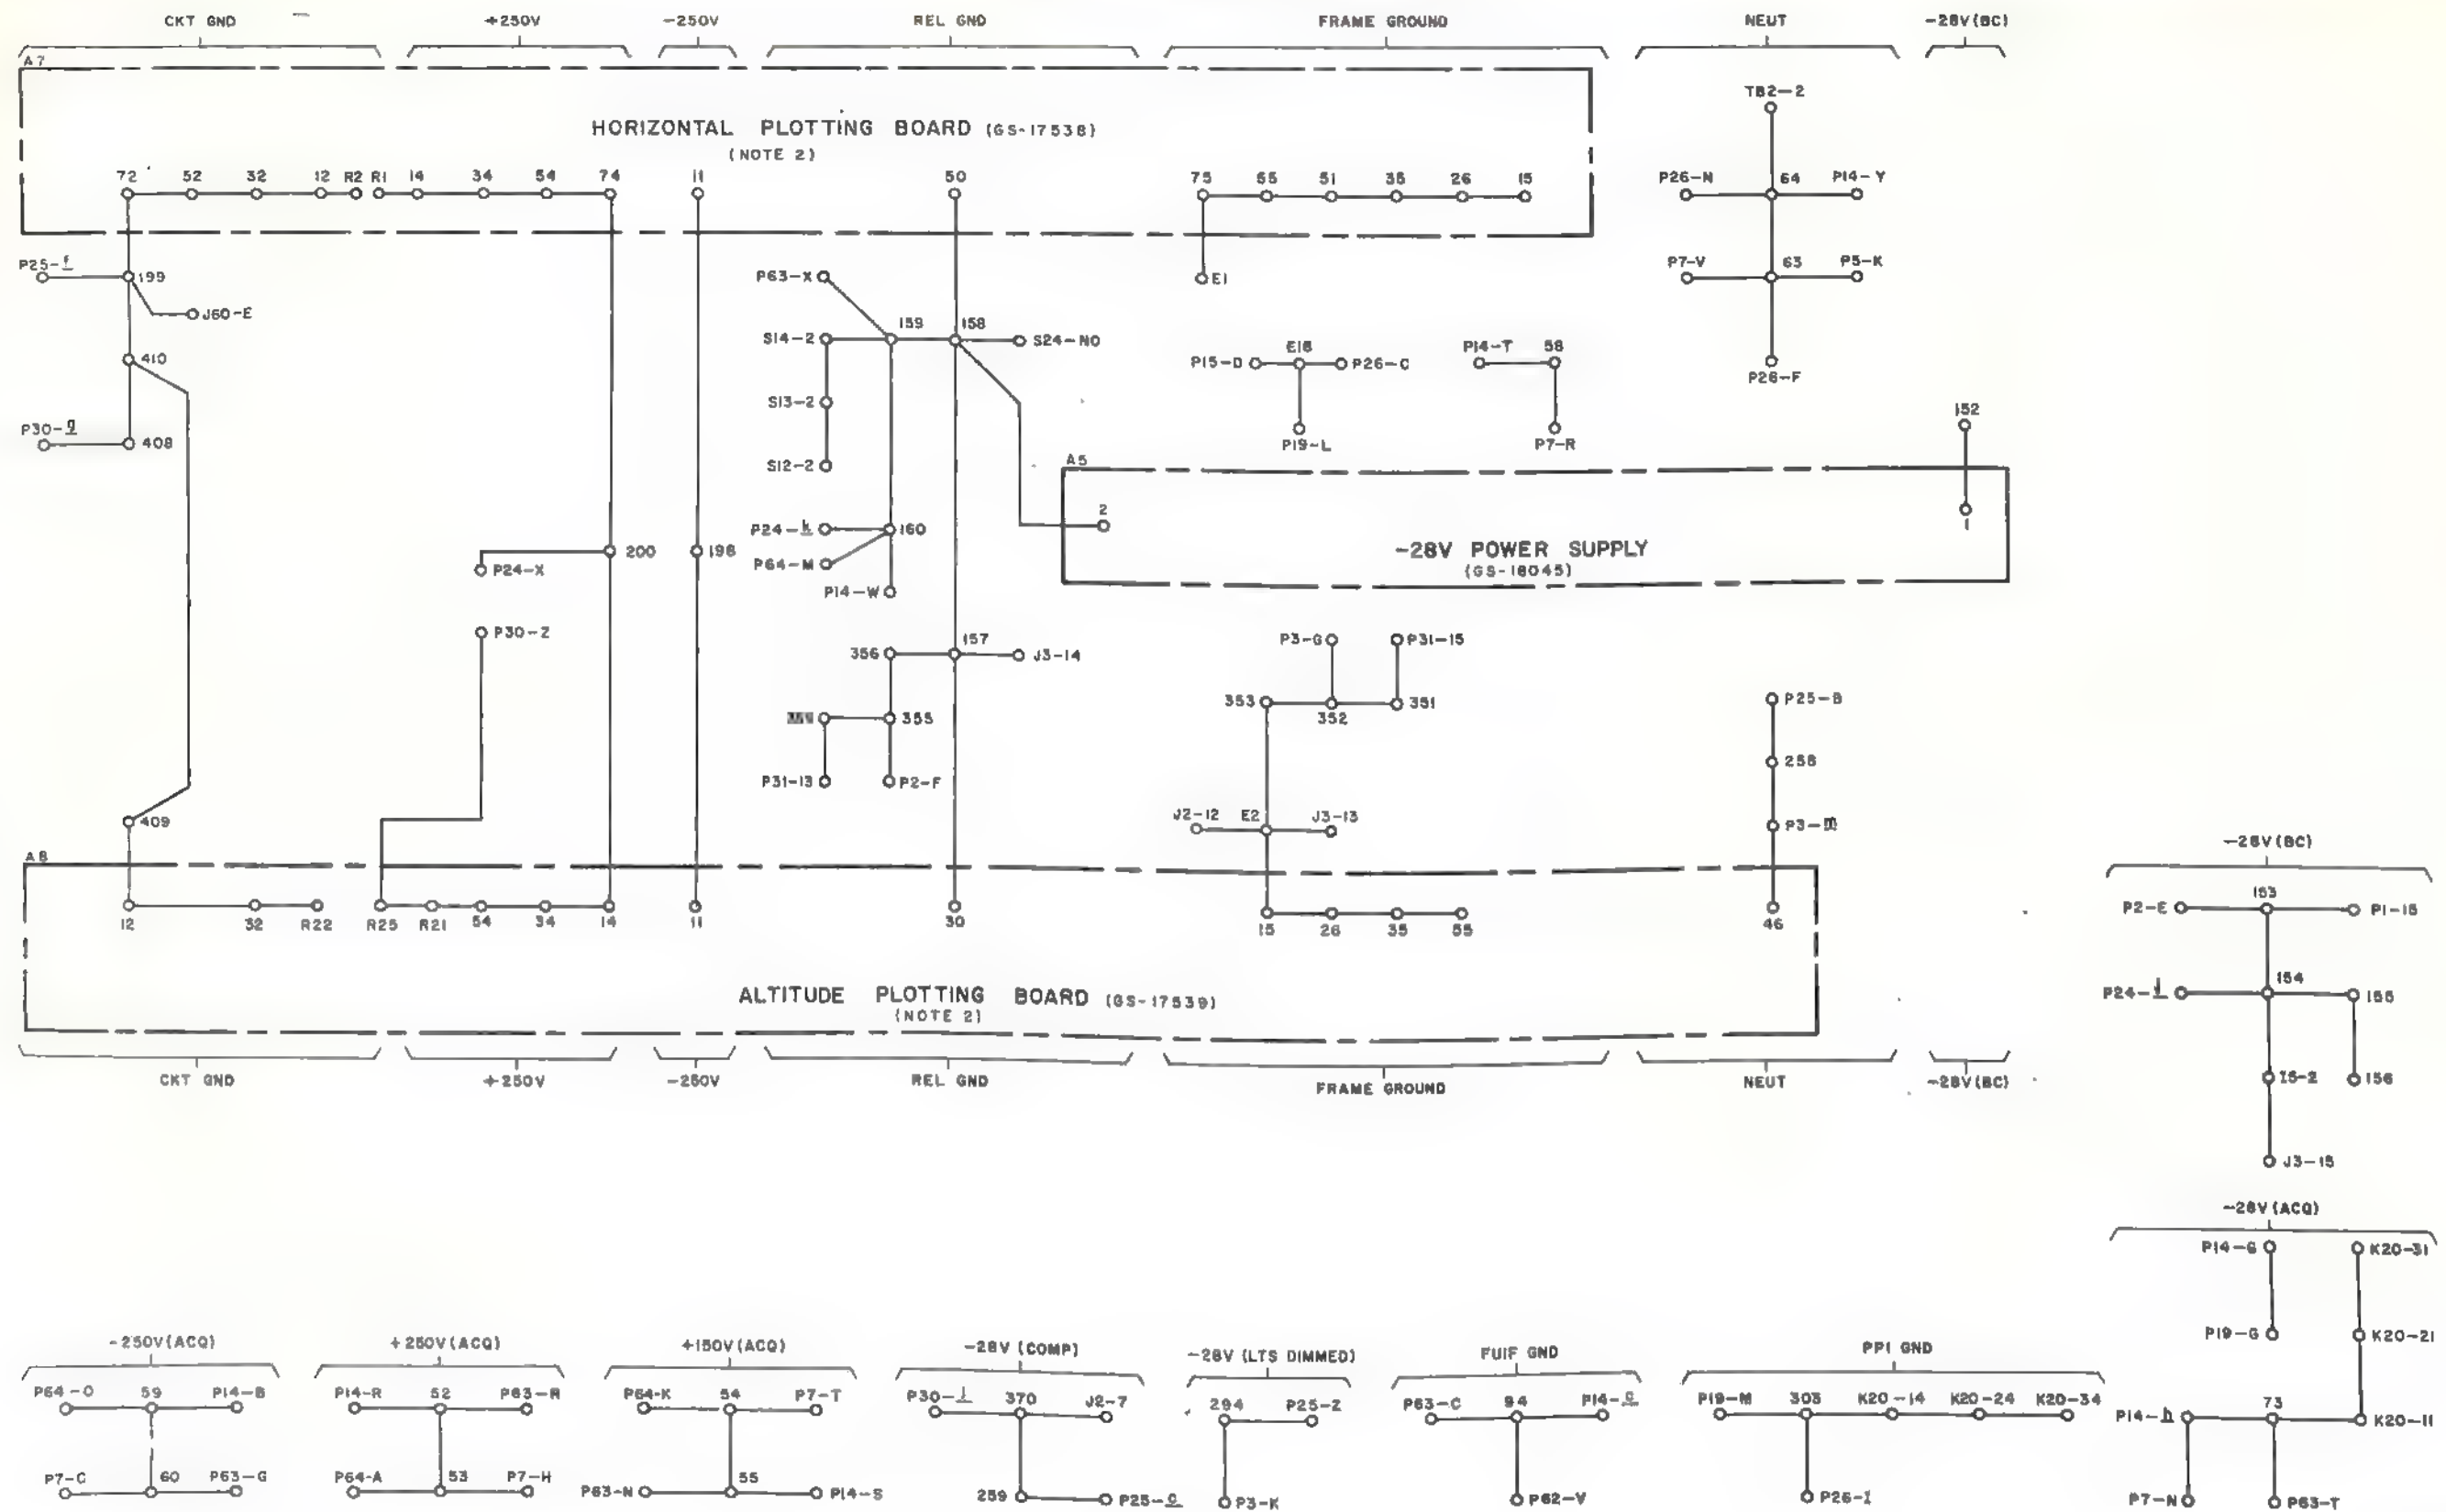 CKT GND +250V -250V REL GND FRAME GROUND NEUT -28V(BC)
A7
TB2-2
HORIZONTAL PLOTTING BOARD (GS-17538)
(NOTE 2)
72 52 32 12 R2 R1 14 34 54 74 11 50 75 55 51 35 26 15 P26-N 64 P14-Y
P25-f 199 P63-X E1 P7-V 63 P5-K
J60-E
159 158
S14-2 S24-NO
410 P15-D E18 P26-C P14-T 58
P26-F
S13-2
152
P30-g 408 P19-L P7-R
S12-2 A5
2
P24-k 160 1
200 198 -28V POWER SUPPLY
P24-X P64-M (GS-18045)
P14-W
P30-Z 157 P3-G P31-15
356 J3-14
353 352 351 P25-B
355
258
P31-13 P2-F
J2-12 E2 J3-13
409 P3-m
A8 -28V(BC)
153
P2-E P1-15
12 32 R22 R25 R21 54 34 14 11 30 15 26 35 55 46
154
P24-j 155
ALTITUDE PLOTTING BOARD (GS-17539)
(NOTE 2)
CKT GND +250V -250V REL GND FRAME GROUND NEUT -28V(BC)
I5-2 156
J3-15
-28V(ACQ)
P14-G K20-31
P19-G K20-21
-250V(ACQ) +250V(ACQ) +150V(ACQ) -28V (COMP) -28V (LTS DIMMED) FUIF GND PPI GND
P64-O 59 P14-B P14-R 52 P63-R P64-K 54 P7-T P30-i 370 J2-7 294 P25-Z P63-C 94 P14-c P19-M 303 K20-14 K20-24 K20-34 P14-h 73 K20-11
P7-C 60 P63-G P64-A 53 P7-H P63-N 55 P14-S 259 P25-c P3-K P62-V P26-I P7-N P63-T